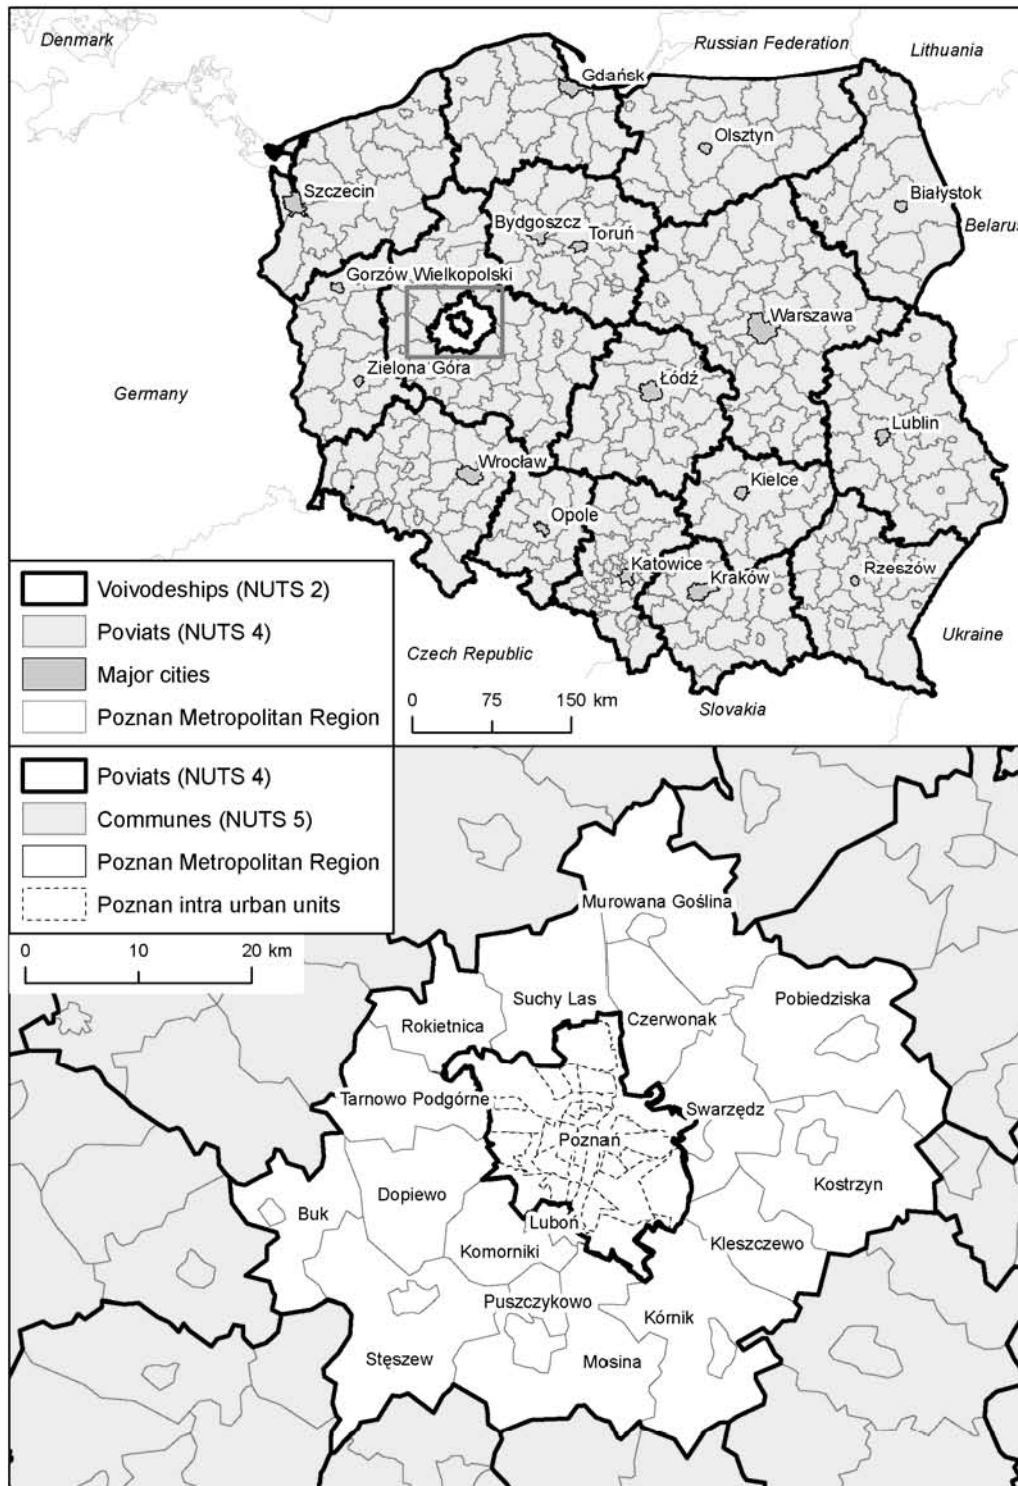 Denmark
Russian Federation
Lithuania
Gdańsk
Olsztyn
Szczecin
Białystok
Bydgoszcz
Toruń
Belarus
Gorzów Wielkopolski
Warszawa
Zielona Góra
Łódź
Germany
Lublin
Wrocław
Kielce
Opole
Katowice
Kraków
Rzeszów
Ukraine
Czech Republic
Slovakia
0 75 150 km
Voivodeships (NUTS 2)
Poviats (NUTS 4)
Major cities
Poznan Metropolitan Region
Poviats (NUTS 4)
Communes (NUTS 5)
Poznan Metropolitan Region
Poznan intra urban units
0 10 20 km
Murowana Goślina
Suchy Las
Pobiedziska
Rokietnica
Czerwonak
Tarnowo Podgórne
Swarzędz
Poznań
Dopiewo
Kostrzyn
Buk
Luboń
Komorniki
Kleszczewo
Puszczykowo
Kórnik
Stęszew
Mosina